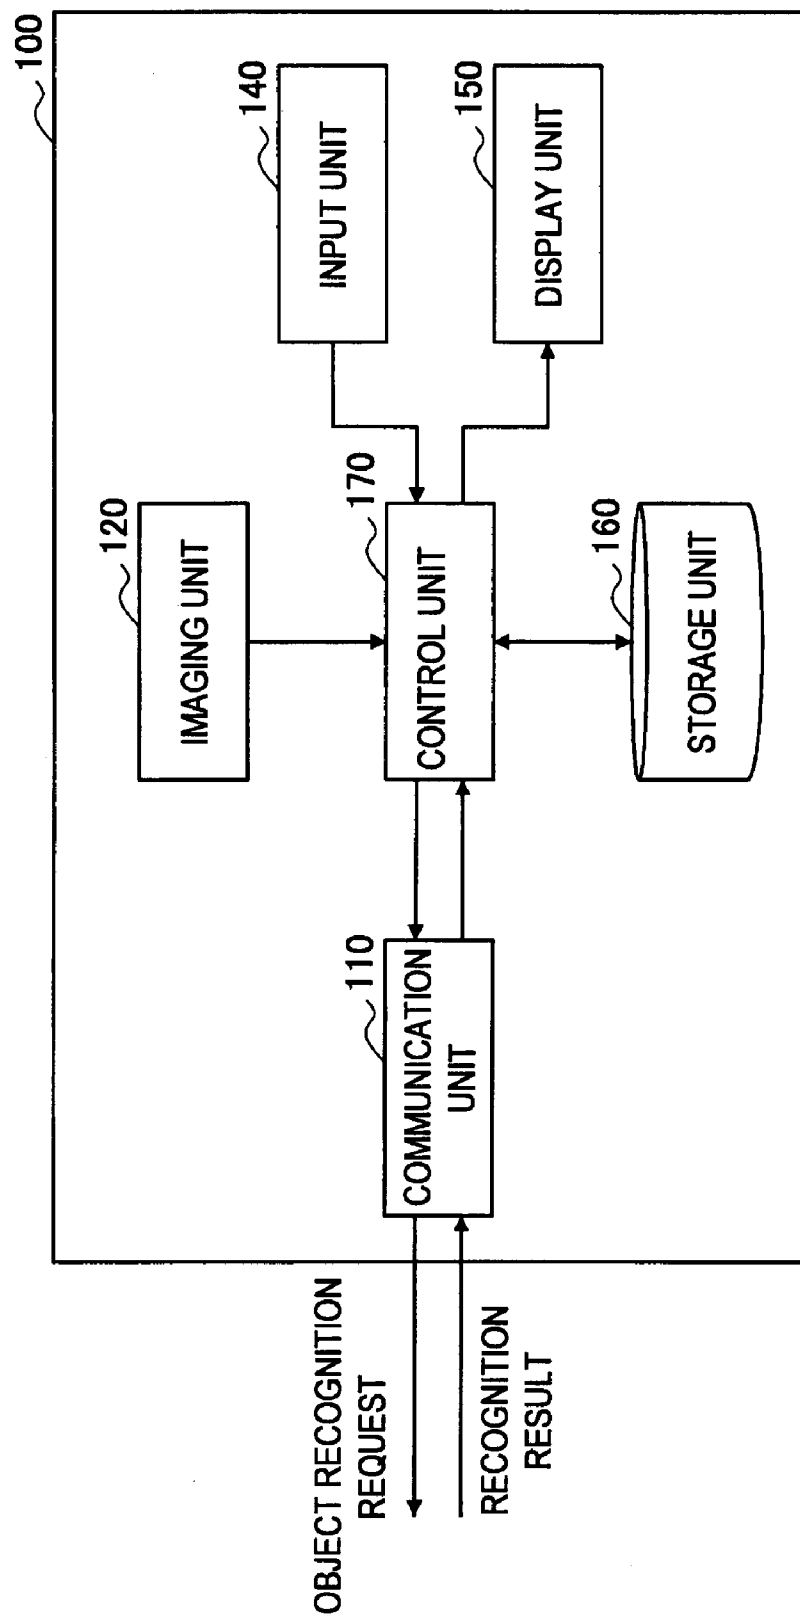 100
120
IMAGING UNIT
140
INPUT UNIT
110
COMMUNICATION
UNIT
170
CONTROL UNIT
150
DISPLAY UNIT
160
STORAGE UNIT
OBJECT RECOGNITION
REQUEST
RECOGNITION
RESULT